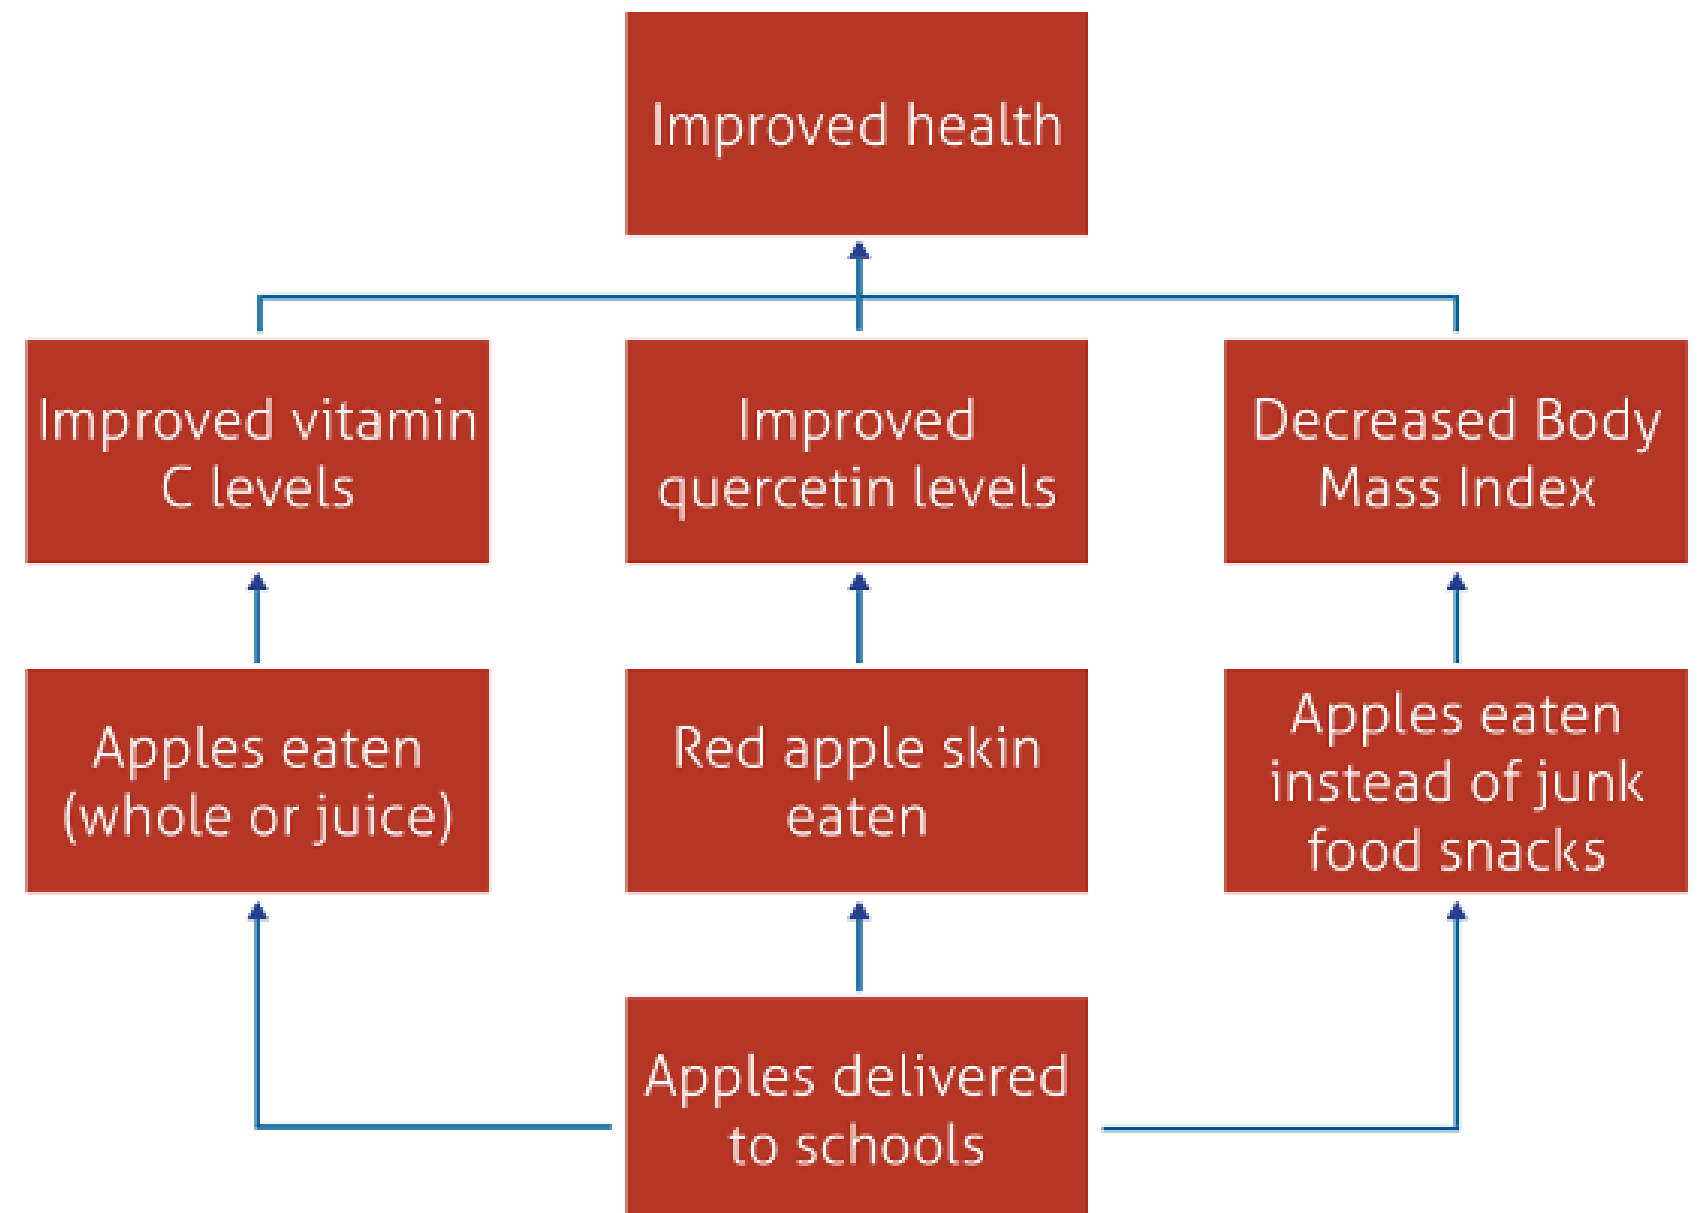 Improved health
Improved vitamin
C levels
Improved
quercetin levels
Decreased Body
Mass Index
Apples eaten
(whole or juice)
Red apple skin
eaten
Apples eaten
instead of junk
food snacks
Apples delivered
to schools